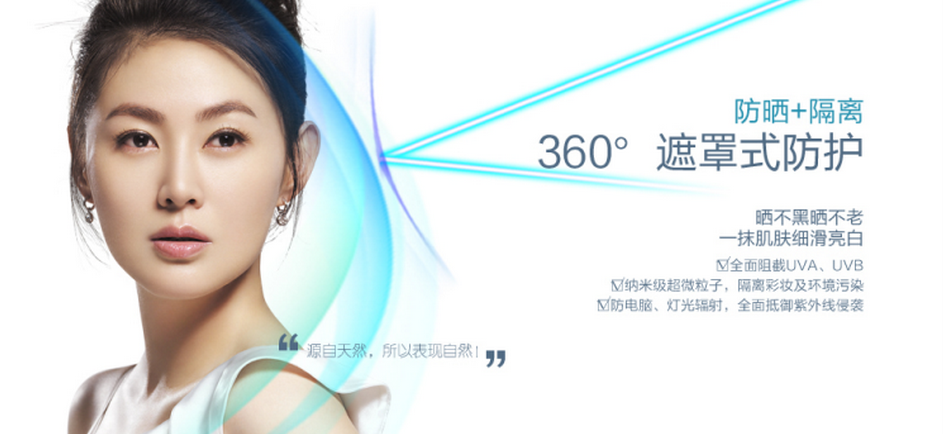 防晒+隔离
360° 遮罩式防护
晒不黑晒不老
一抹肌肤细滑亮白
☑全面阻截UVA、UVB
☑纳米级超微粒子，隔离彩妆及环境污染
☑防电脑、灯光辐射，全面抵御紫外线侵袭
“源自天然，所以表现自然！”